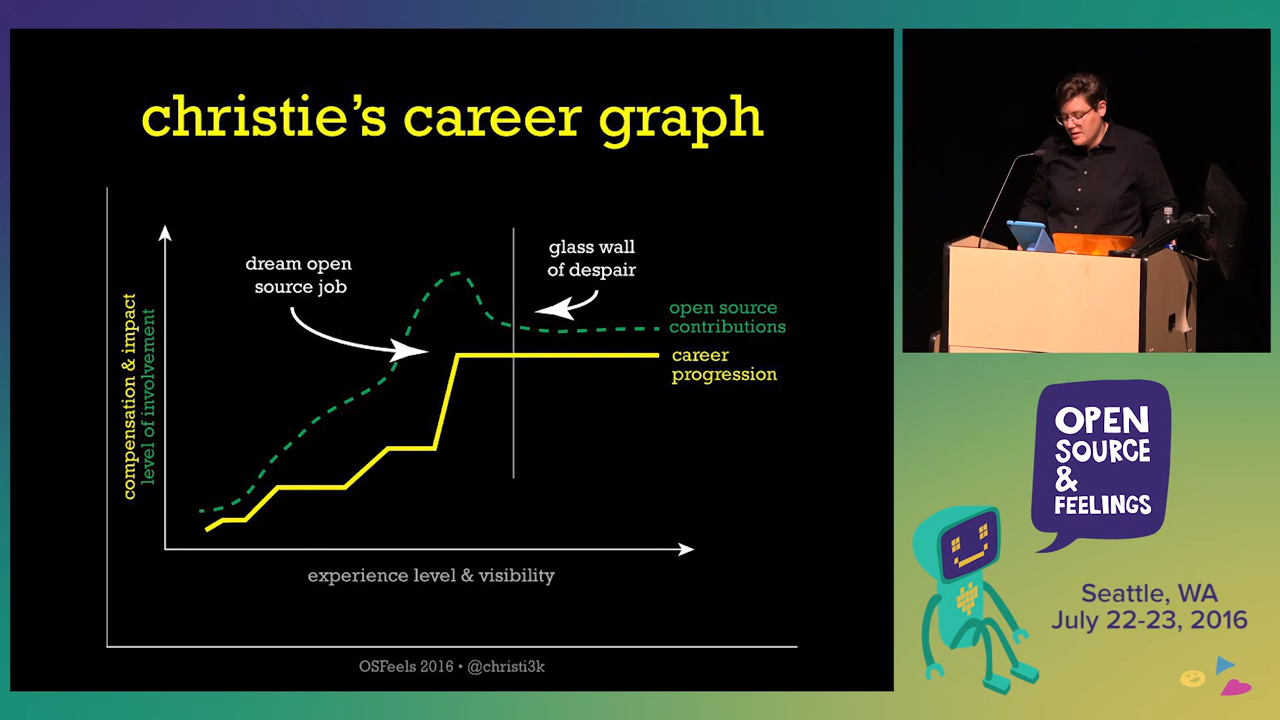 christie's career graph
dream open
source job
glass wall
of despair
open source
contributions
career
progression
compensation & impact
level of involvement
experience level & visibility
OSFeels 2016 • @christi3k
OPEN
SOURCE
&
FEELINGS
Seattle, WA
July 22-23, 2016